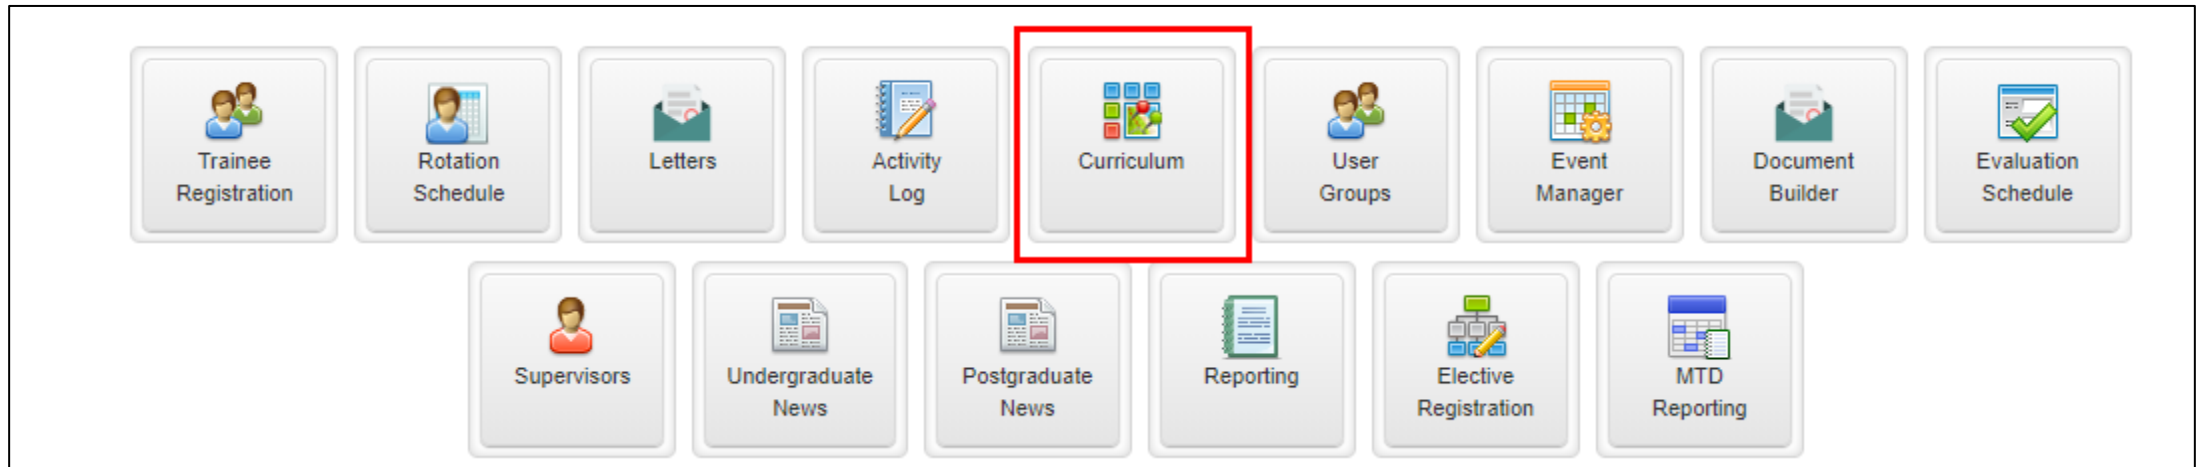 Trainee
Registration
Rotation
Schedule
Letters
Activity
Log
Curriculum
User
Groups
Event
Manager
Document
Builder
Evaluation
Schedule
Supervisors
Undergraduate
News
Postgraduate
News
Reporting
Elective
Registration
MTD
Reporting